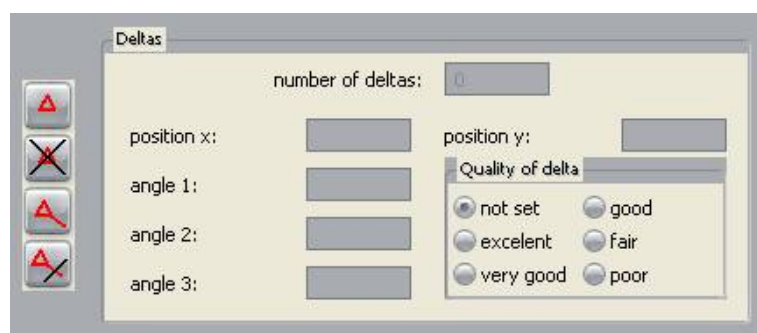 Deltas
number of deltas: 0
position x: position y:
Quality of delta
angle 1:
not set good
angle 2:
excelent fair
very good poor
angle 3: